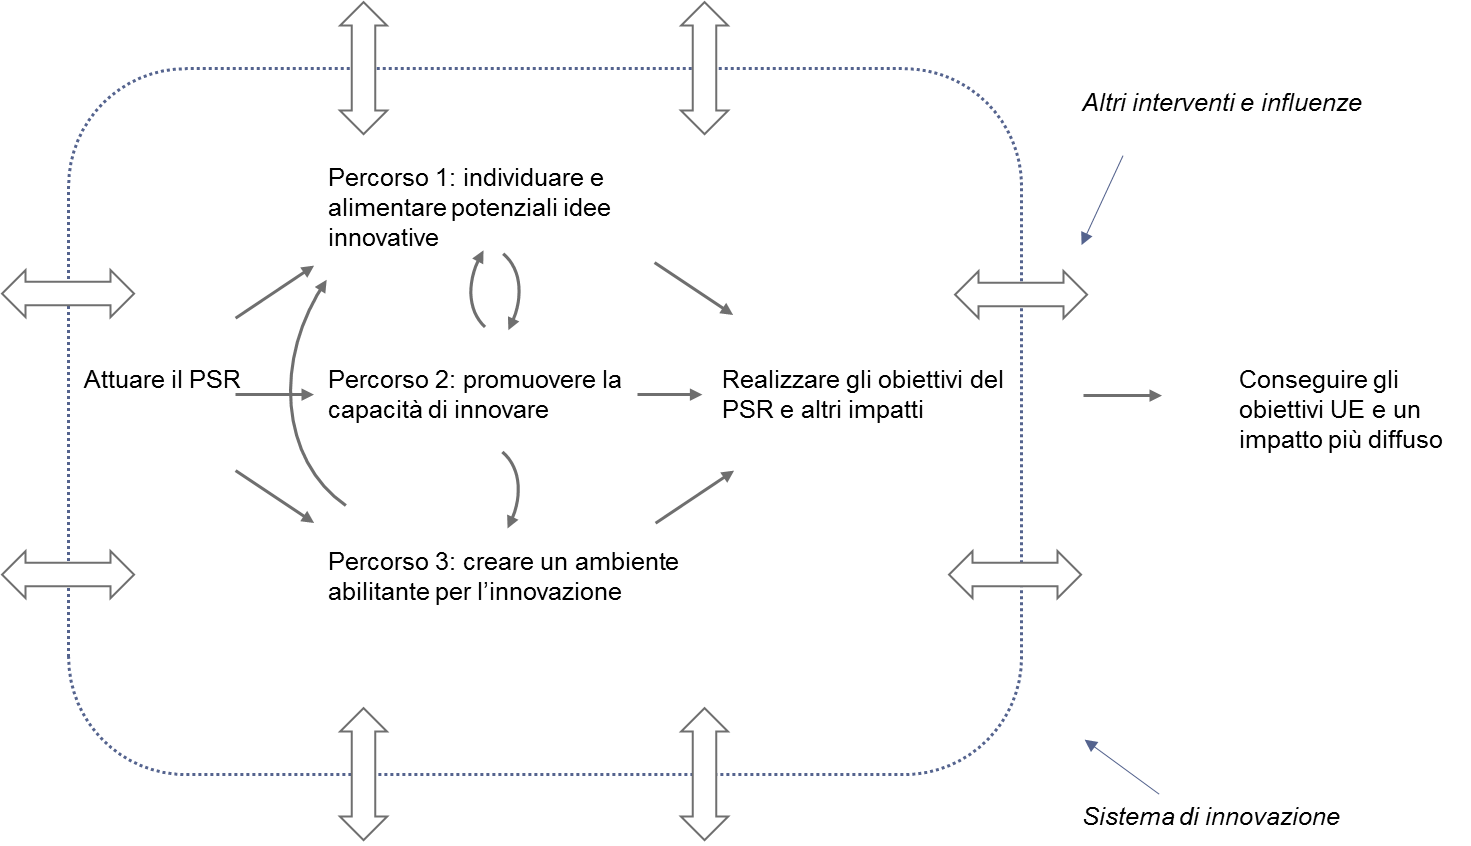 Altri interventi e influenze
Percorso 1: individuare e
alimentare potenziali idee
innovative
Attuare il PSR
Percorso 2: promuovere la
capacità di innovare
Realizzare gli obiettivi del
PSR e altri impatti
Conseguire gli
obiettivi UE e un
impatto più diffuso
Percorso 3: creare un ambiente
abilitante per l’innovazione
Sistema di innovazione